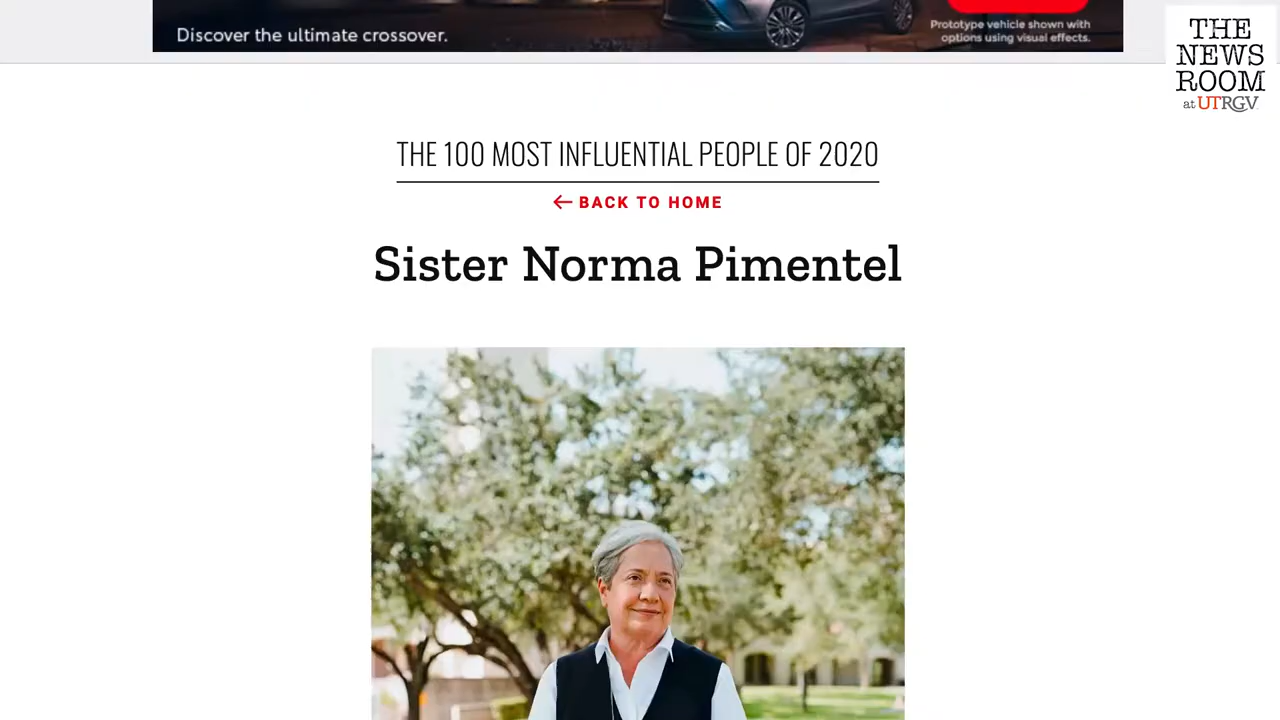 Discover the ultimate crossover.
Prototype vehicle shown with
options using visual effects.
THE
NEWS
ROOM
at UTRGV
THE 100 MOST INFLUENTIAL PEOPLE OF 2020
← BACK TO HOME
Sister Norma Pimentel